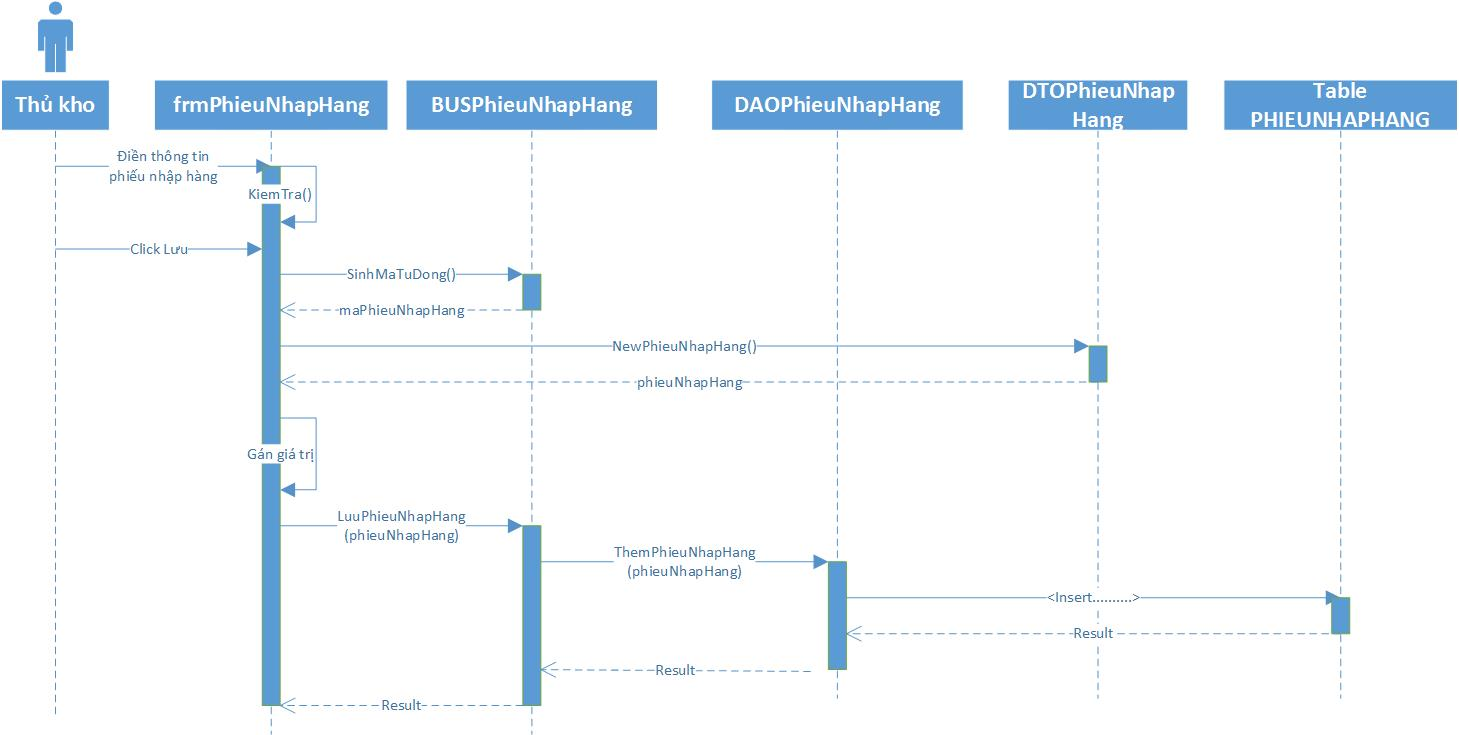 Thủ kho
frmPhieuNhapHang
BUSPhieuNhapHang
DAOPhieuNhapHang
DTOPhieuNhap
Hang
Table
PHIEUNHAPHANG
Điền thông tin
phiếu nhập hàng
KiemTra()
Click Lưu
SinhMaTuDong()
maPhieuNhapHang
NewPhieuNhapHang()
phieuNhapHang
Gán giá trị
LuuPhieuNhapHang
(phieuNhapHang)
ThemPhieuNhapHang
(phieuNhapHang)
<Insert..........>
Result
Result
Result